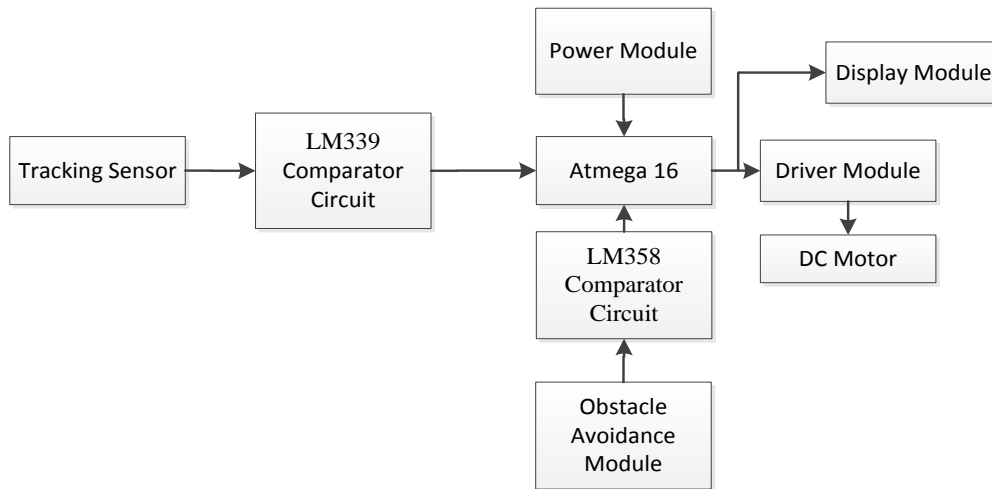 Power Module
Display Module
Tracking Sensor
LM339
Comparator
Circuit
Atmega 16
Driver Module
DC Motor
LM358
Comparator
Circuit
Obstacle
Avoidance
Module